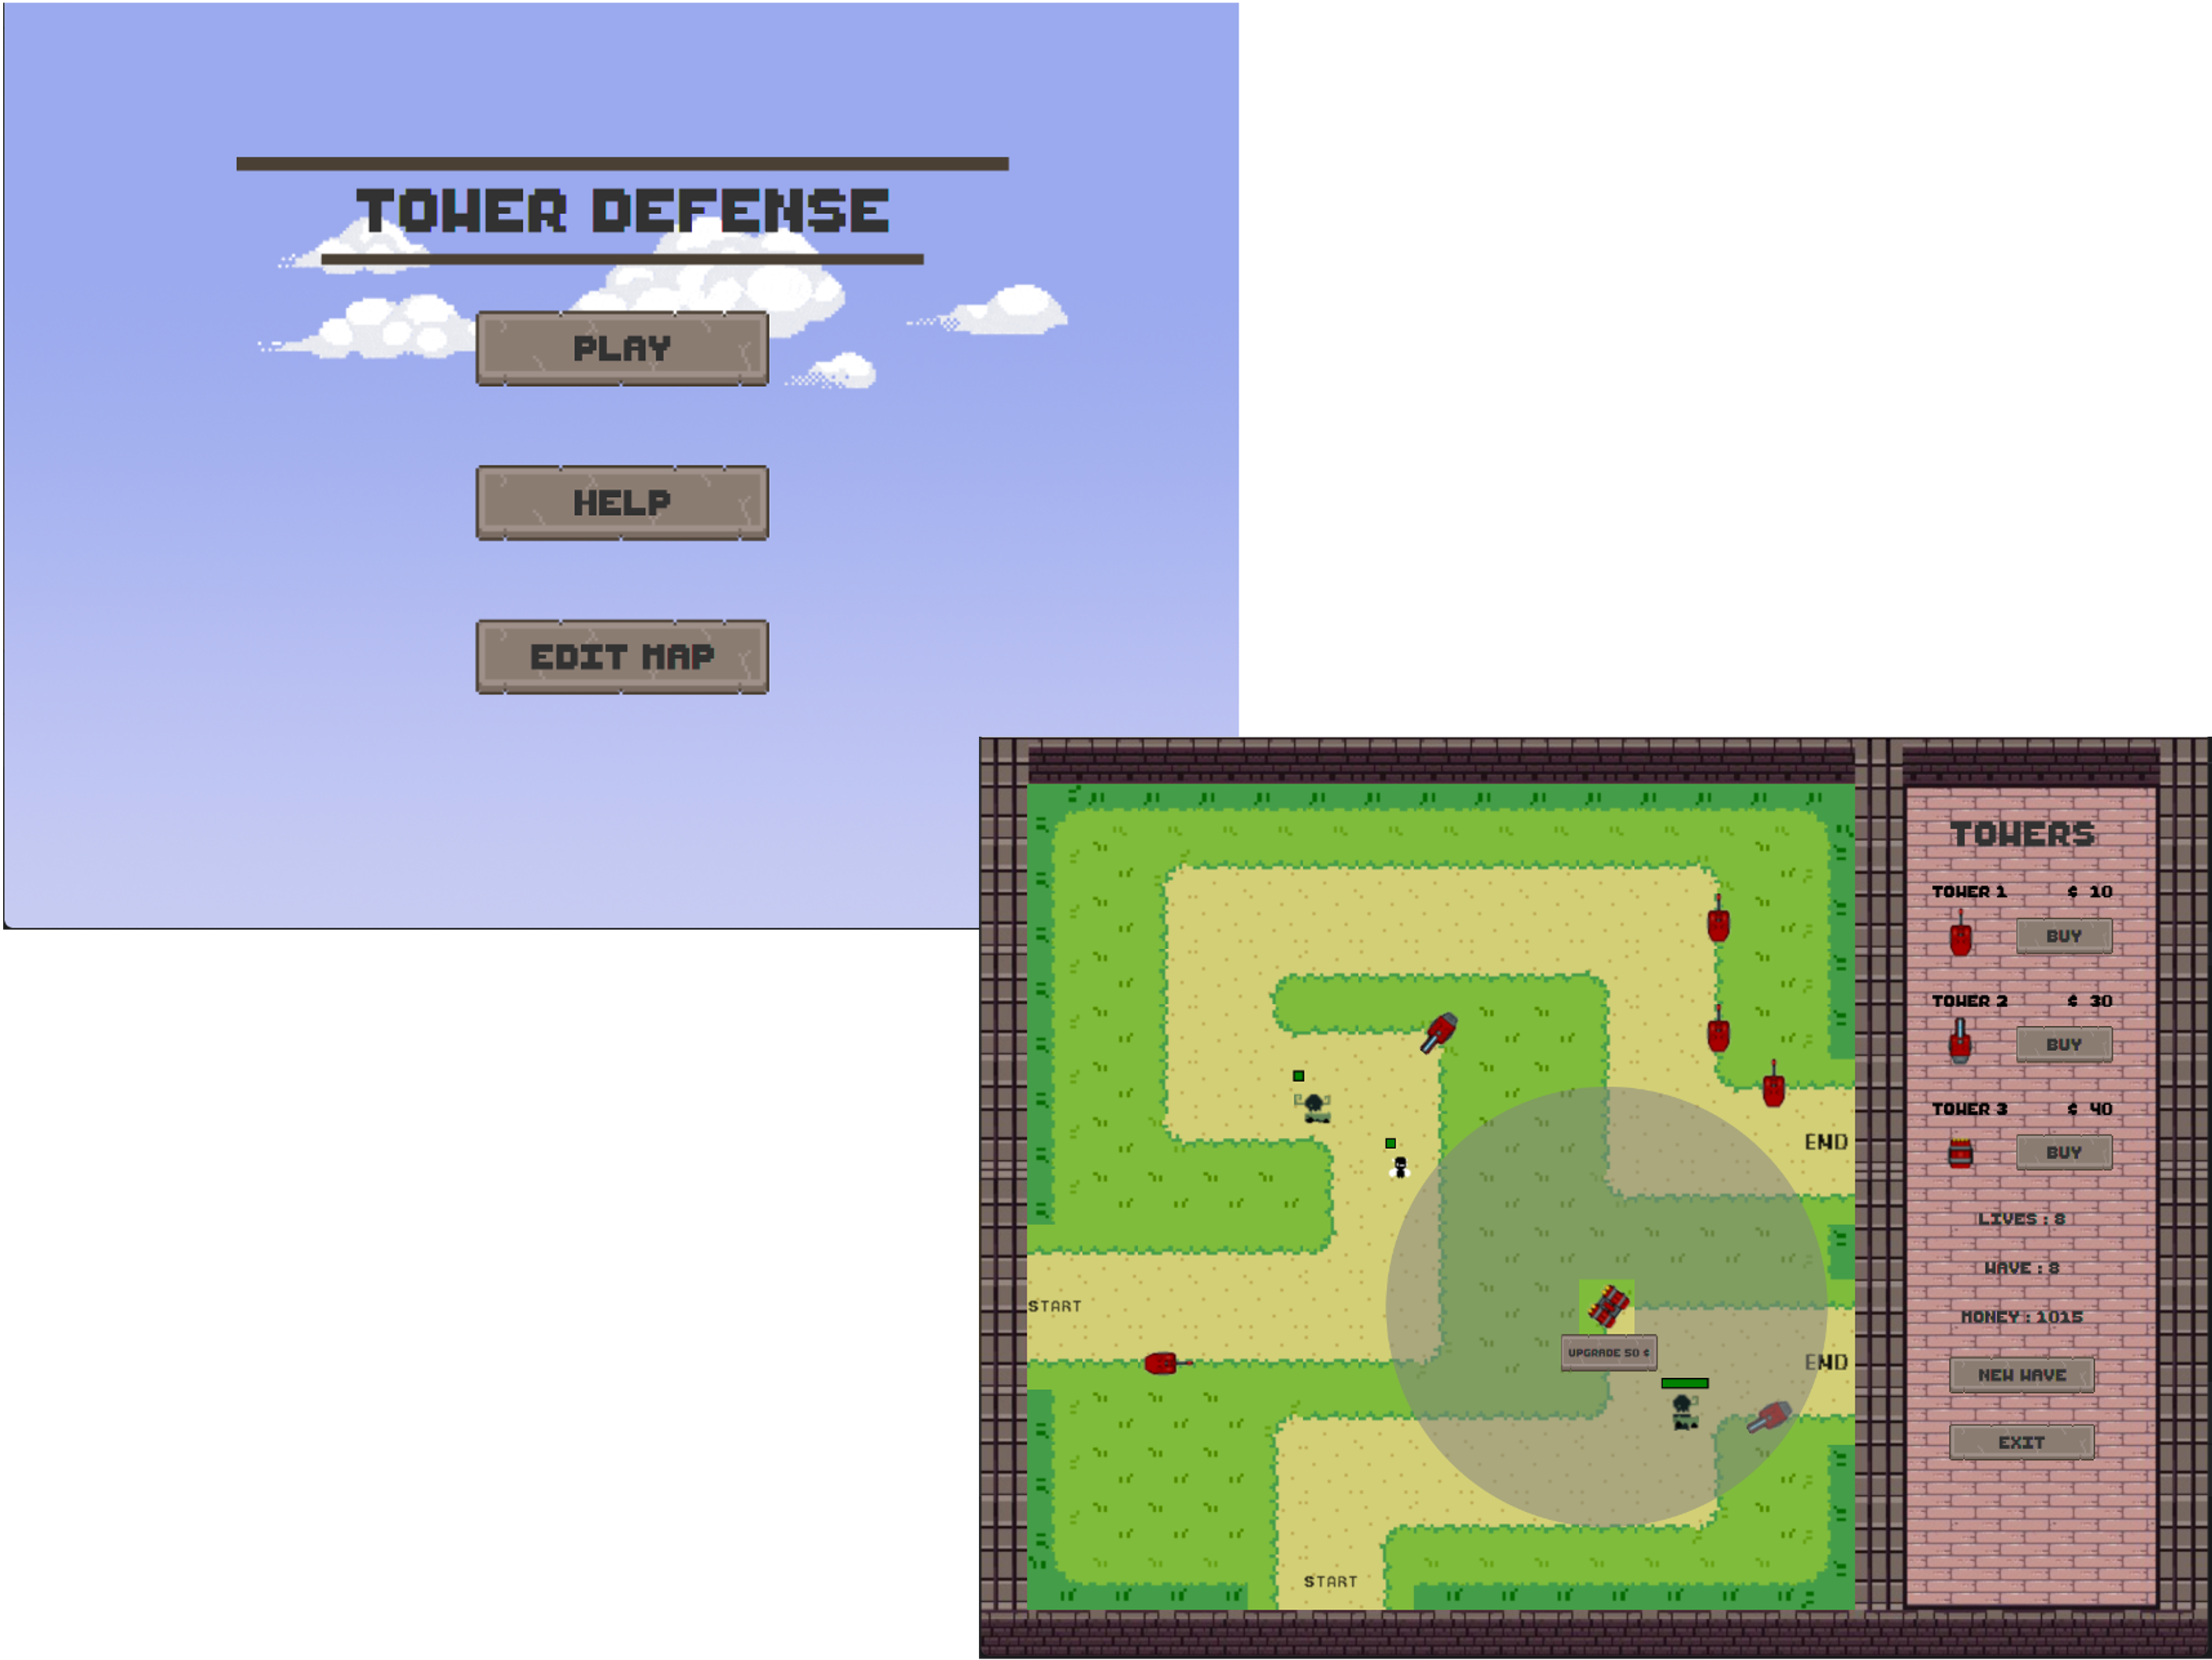 TOWER DEFENSE
PLAY
HELP
EDIT MAP
TOWERS
TOWER 1 $ 10
BUY
TOWER 2 $ 30
BUY
TOWER 3 $ 40
BUY
LIVES : 8
WAVE : 8
MONEY : 1015
NEW WAVE
EXIT
END
START
UPGRADE 50 $
END
START